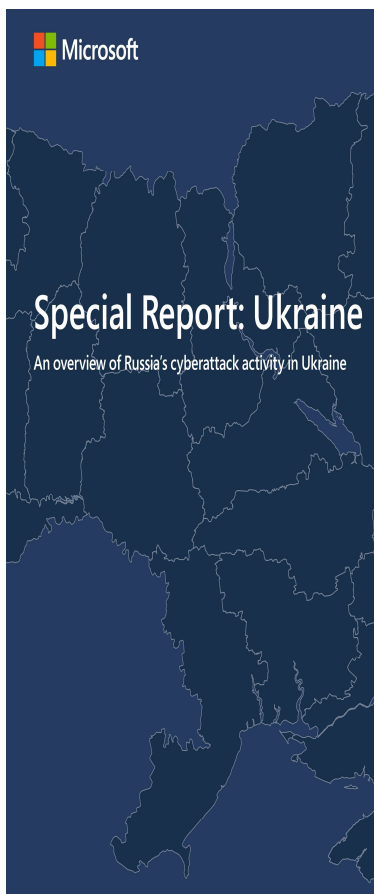 Microsoft
Special Report: Ukraine
An overview of Russia's cyberattack activity in Ukraine